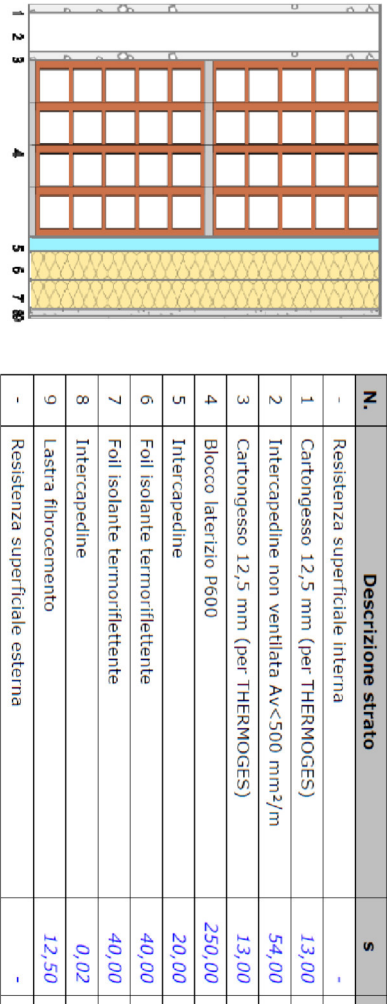 1 2 3 4 5 6 7 8
N. Descrizione strato s
- Resistenza superficiale interna -
1 Cartongesso 12,5 mm (per THERMOGES) 13,00
2 Intercapedine non ventilata Av<500 mm²/m 54,00
3 Cartongesso 12,5 mm (per THERMOGES) 13,00
4 Blocco laterizio P600 250,00
5 Intercapedine 20,00
6 Foil isolante termoriflettente 40,00
7 Foil isolante termoriflettente 40,00
8 Intercapedine 0,02
9 Lastra fibrocemento 12,50
- Resistenza superficiale esterna -